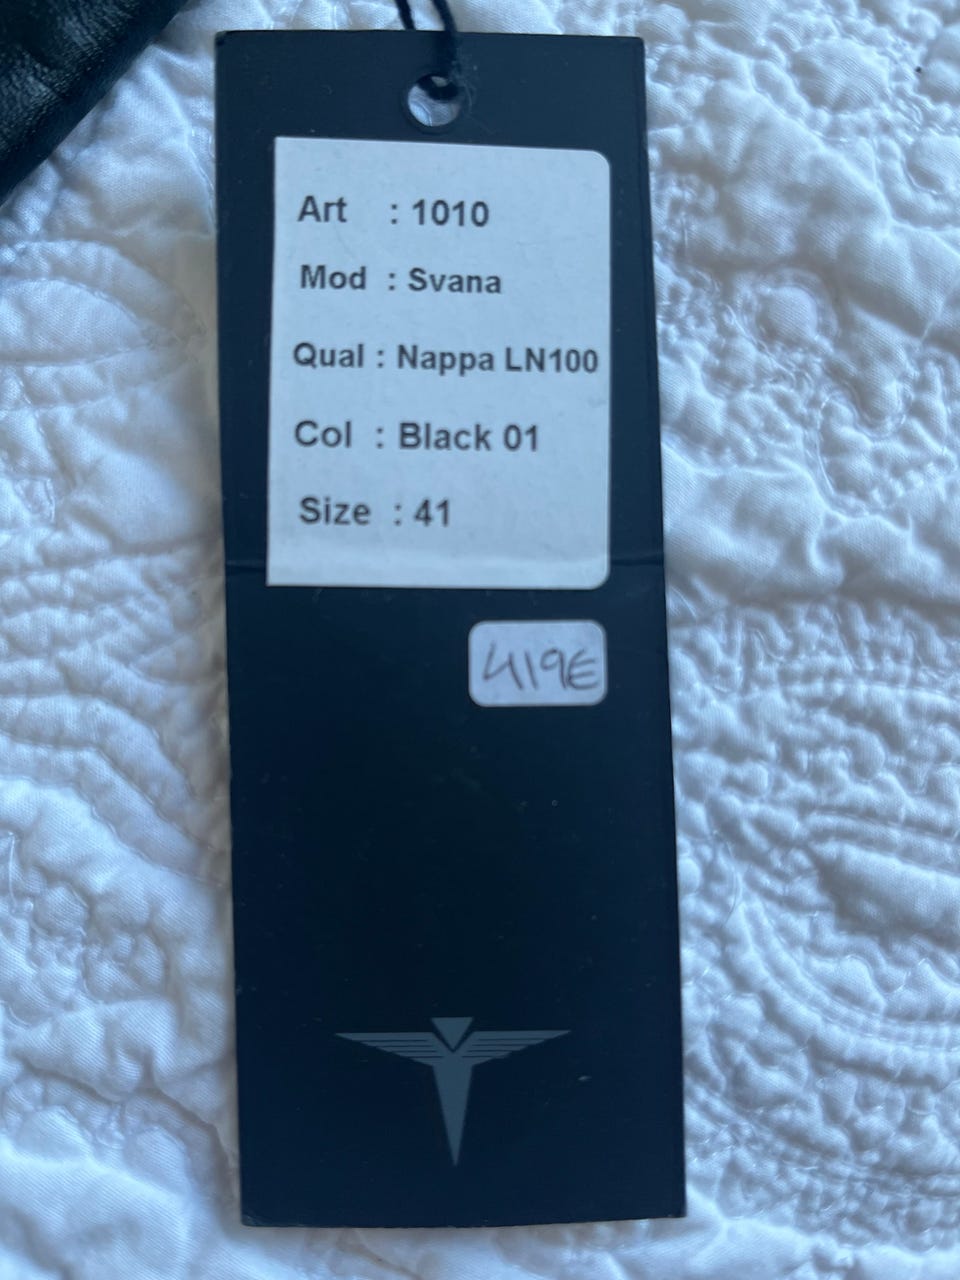 Art : 1010
Mod : Svana
Qual : Nappa LN100
Col : Black 01
Size : 41
419E